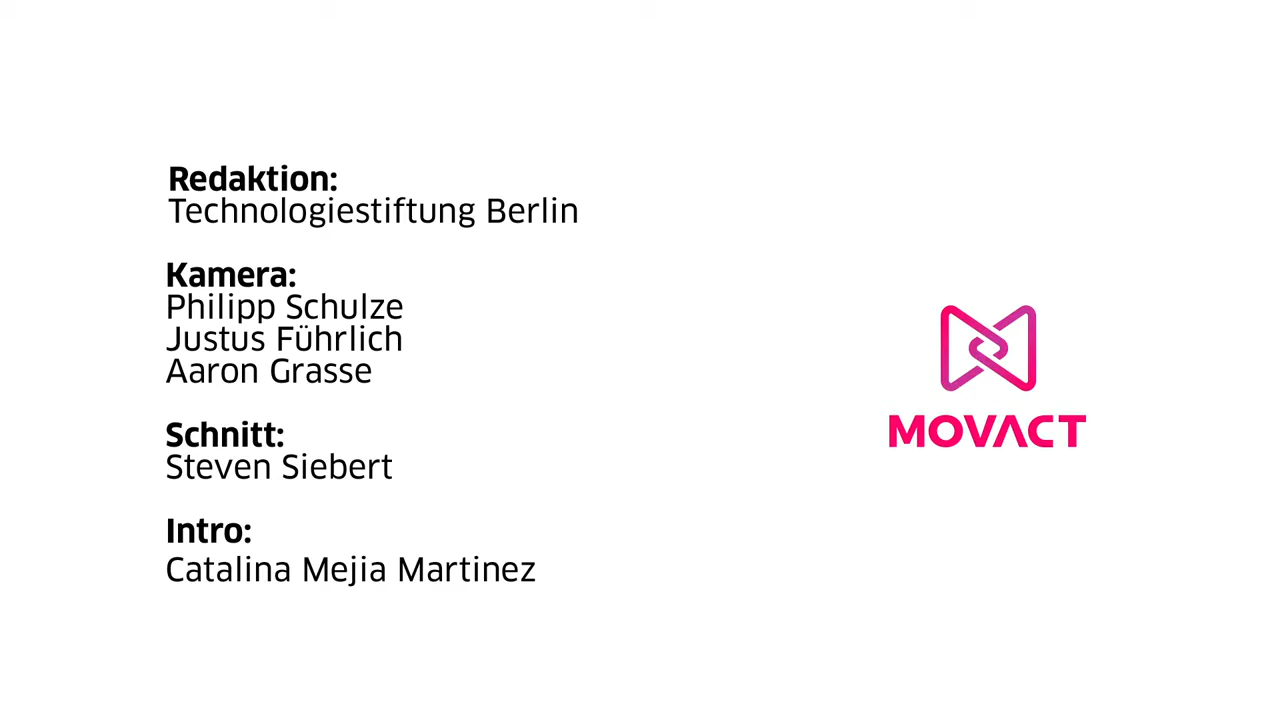 Redaktion:
Technologiestiftung Berlin
Kamera:
Philipp Schulze
Justus Führlich
Aaron Grasse
Schnitt:
Steven Siebert
Intro:
Catalina Mejia Martinez
MOVACT